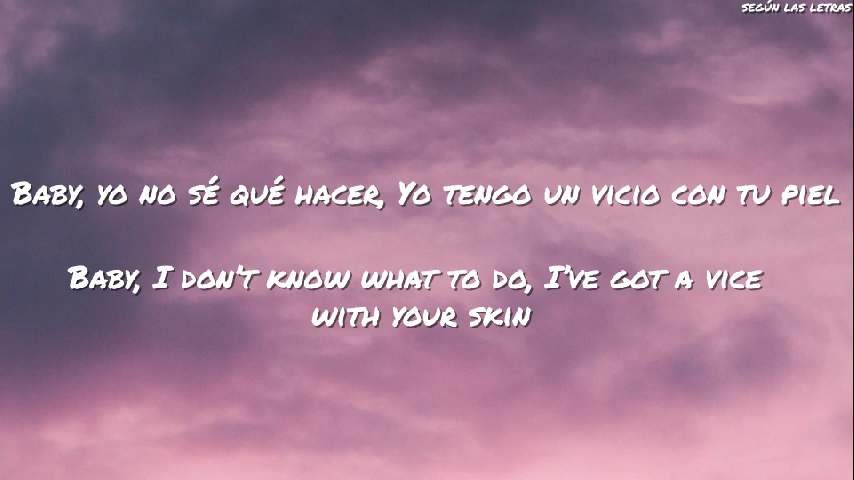 SEGÚN LAS LETRAS
Baby, yo no sé qué hacer, Yo tengo un vicio con tu piel
Baby, I don't know what to do, I've got a vice
with your skin